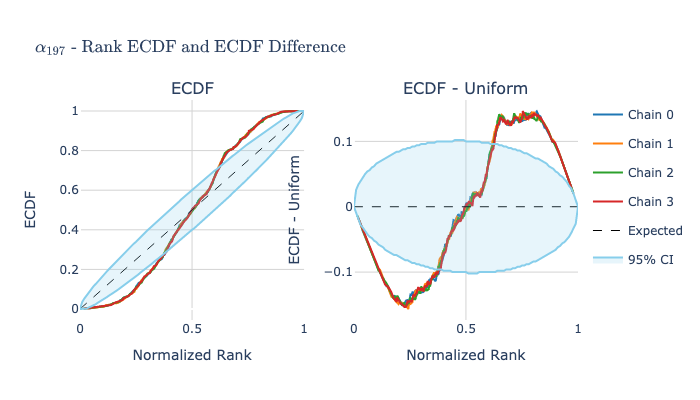 α₁₉₇ - Rank ECDF and ECDF Difference
ECDF
ECDF - Uniform
ECDF
1
0.8
0.6
0.4
0.2
0
0
0.5
1
Normalized Rank
ECDF - Uniform
0.1
0
−0.1
0
0.5
1
Normalized Rank
Chain 0
Chain 1
Chain 2
Chain 3
Expected
95% CI